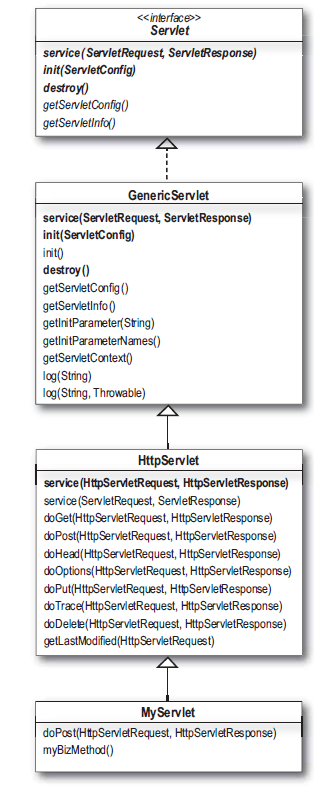 <<interface>>
Servlet
service(ServletRequest, ServletResponse)
init(ServletConfig)
destroy()
getServletConfig()
getServletInfo()
GenericServlet
service(ServletRequest, ServletResponse)
init(ServletConfig)
init()
destroy()
getServletConfig()
getServletInfo()
getInitParameter(String)
getInitParameterNames()
getServletContext()
log(String)
log(String, Throwable)
HttpServlet
service(HttpServletRequest, HttpServletResponse)
service(ServletRequest, ServletResponse)
doGet(HttpServletRequest, HttpServletResponse)
doPost(HttpServletRequest, HttpServletResponse)
doHead(HttpServletRequest, HttpServletResponse)
doOptions(HttpServletRequest, HttpServletResponse)
doPut(HttpServletRequest, HttpServletResponse)
doTrace(HttpServletRequest, HttpServletResponse)
doDelete(HttpServletRequest, HttpServletResponse)
getLastModified(HttpServletRequest)
MyServlet
doPost(HttpServletRequest, HttpServletResponse)
myBizMethod()